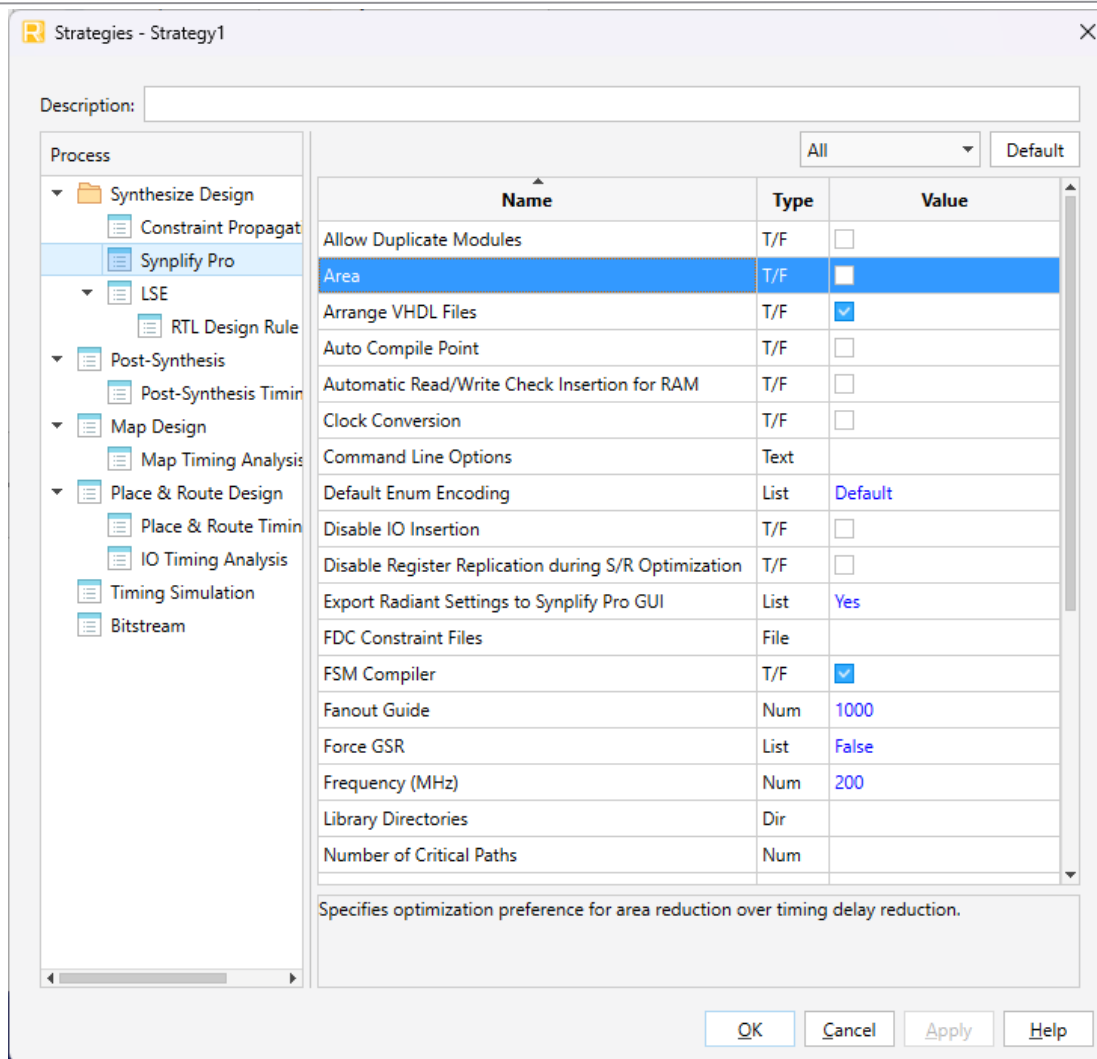 Strategies - Strategy1
Description:
Process
All
Default
Synthesize Design
Constraint Propagat
Synplify Pro
LSE
RTL Design Rule
Post-Synthesis
Post-Synthesis Timin
Map Design
Map Timing Analysis
Place & Route Design
Place & Route Timin
IO Timing Analysis
Timing Simulation
Bitstream
Name Type Value
Allow Duplicate Modules T/F
Area T/F
Arrange VHDL Files T/F
Auto Compile Point T/F
Automatic Read/Write Check Insertion for RAM T/F
Clock Conversion T/F
Command Line Options Text
Default Enum Encoding List Default
Disable IO Insertion T/F
Disable Register Replication during S/R Optimization T/F
Export Radiant Settings to Synplify Pro GUI List Yes
FDC Constraint Files File
FSM Compiler T/F
Fanout Guide Num 1000
Force GSR List False
Frequency (MHz) Num 200
Library Directories Dir
Number of Critical Paths Num
Specifies optimization preference for area reduction over timing delay reduction.
OK Cancel Apply Help